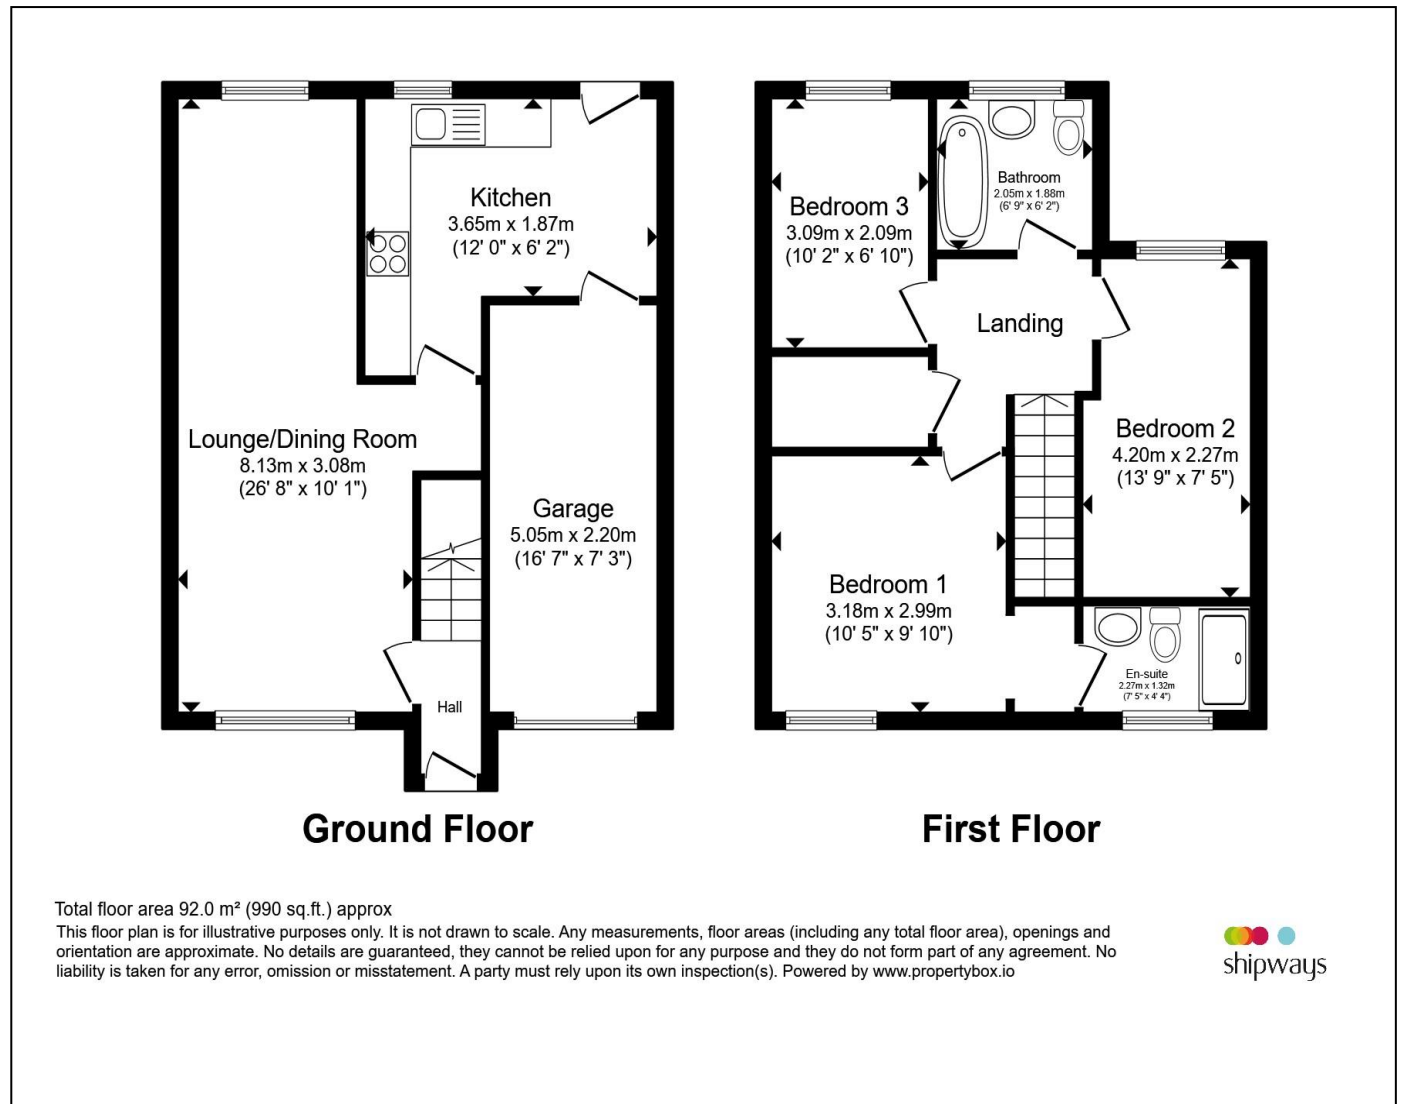 Kitchen
3.65m x 1.87m
(12' 0" x 6' 2")
Lounge/Dining Room
8.13m x 3.08m
(26' 8" x 10' 1")
Garage
5.05m x 2.20m
(16' 7" x 7' 3")
Hall
Ground Floor
Bedroom 3
3.09m x 2.09m
(10' 2" x 6' 10")
Bathroom
2.05m x 1.88m
(6' 9" x 6' 2")
Landing
Bedroom 2
4.20m x 2.27m
(13' 9" x 7' 5")
Bedroom 1
3.18m x 2.99m
(10' 5" x 9' 10")
En-suite
2.27m x 1.32m
(7' 5" x 4' 4")
First Floor
Total floor area 92.0 m² (990 sq.ft.) approx
This floor plan is for illustrative purposes only. It is not drawn to scale. Any measurements, floor areas (including any total floor area), openings and
orientation are approximate. No details are guaranteed, they cannot be relied upon for any purpose and they do not form part of any agreement. No
liability is taken for any error, omission or misstatement. A party must rely upon its own inspection(s). Powered by www.propertybox.io
shipways